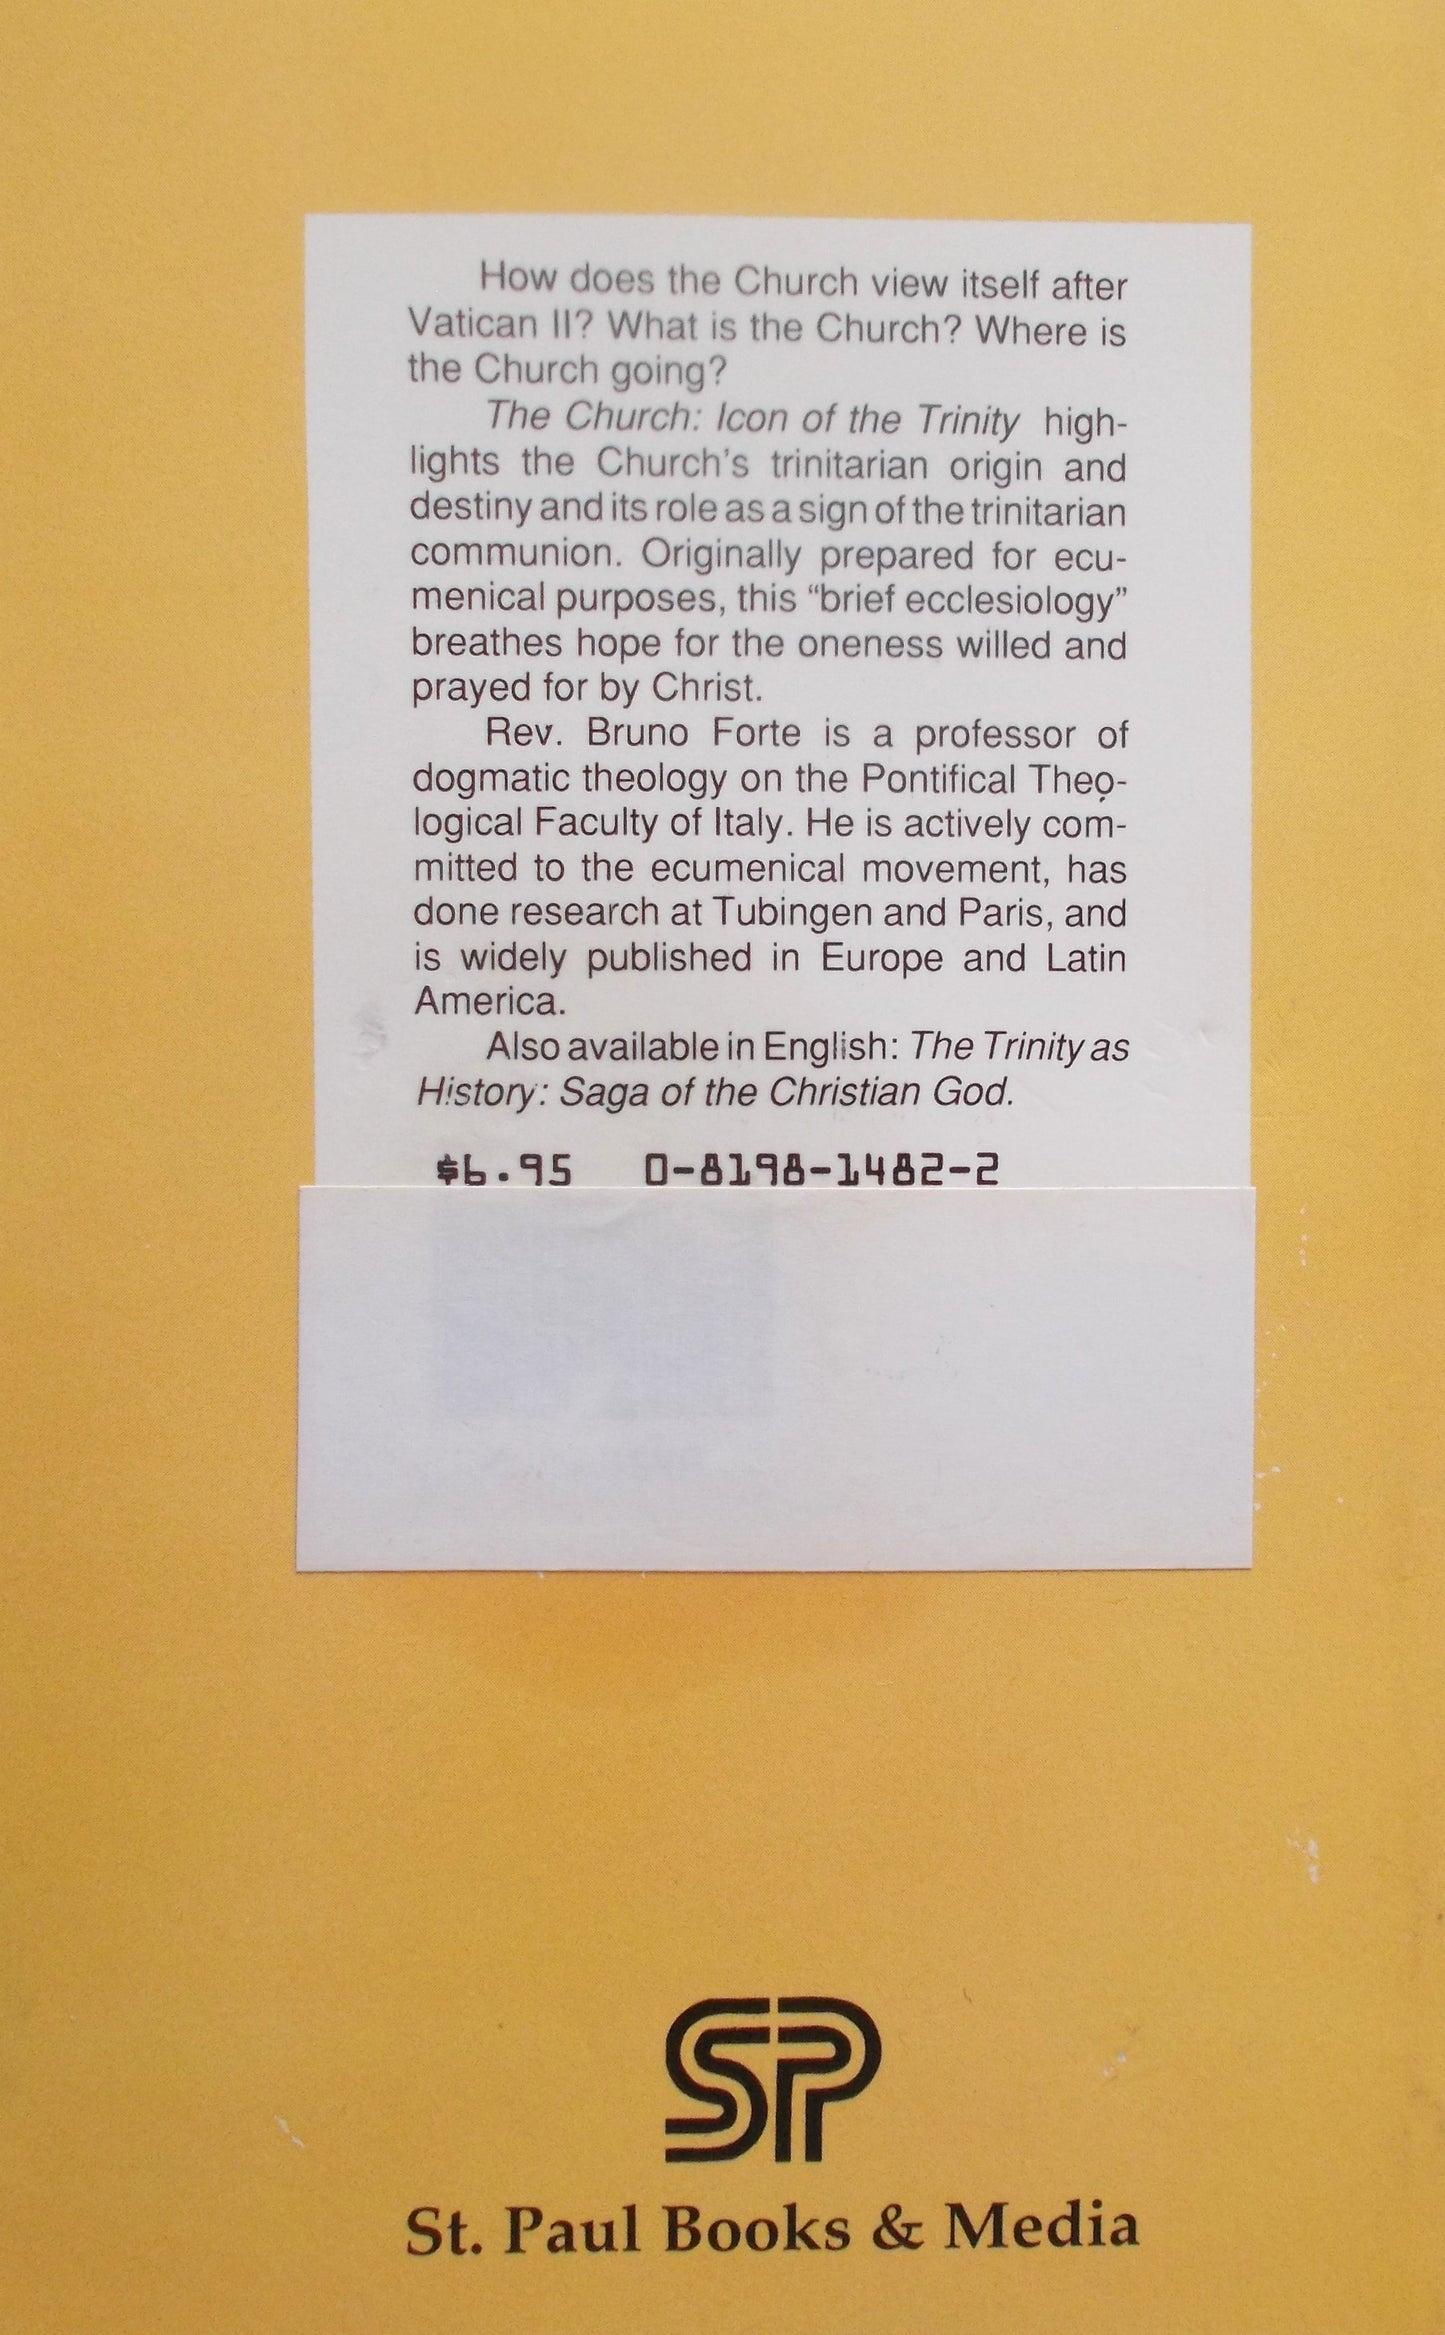 How does the Church view itself after
Vatican II? What is the Church? Where is
the Church going?
The Church: Icon of the Trinity high-
lights the Church's trinitarian origin and
destiny and its role as a sign of the trinitarian
communion. Originally prepared for ecu-
menical purposes, this “brief ecclesiology”
breathes hope for the oneness willed and
prayed for by Christ.
Rev. Bruno Forte is a professor of
dogmatic theology on the Pontifical Theo-
logical Faculty of Italy. He is actively com-
mitted to the ecumenical movement, has
done research at Tubingen and Paris, and
is widely published in Europe and Latin
America.
Also available in English: The Trinity as
History: Saga of the Christian God.
$6.95 0-8198-1482-2
SP
St. Paul Books & Media